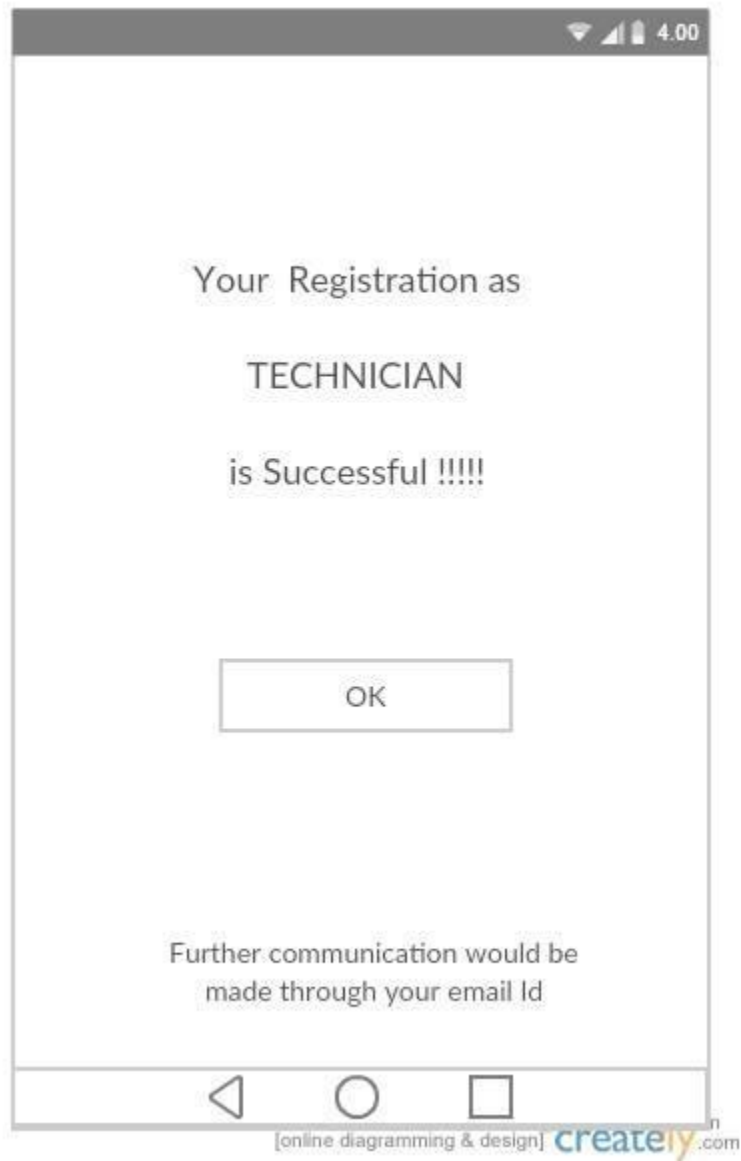 4.00
Your Registration as
TECHNICIAN
is Successful !!!!!
OK
Further communication would be
made through your email Id
[online diagramming & design] creately.com